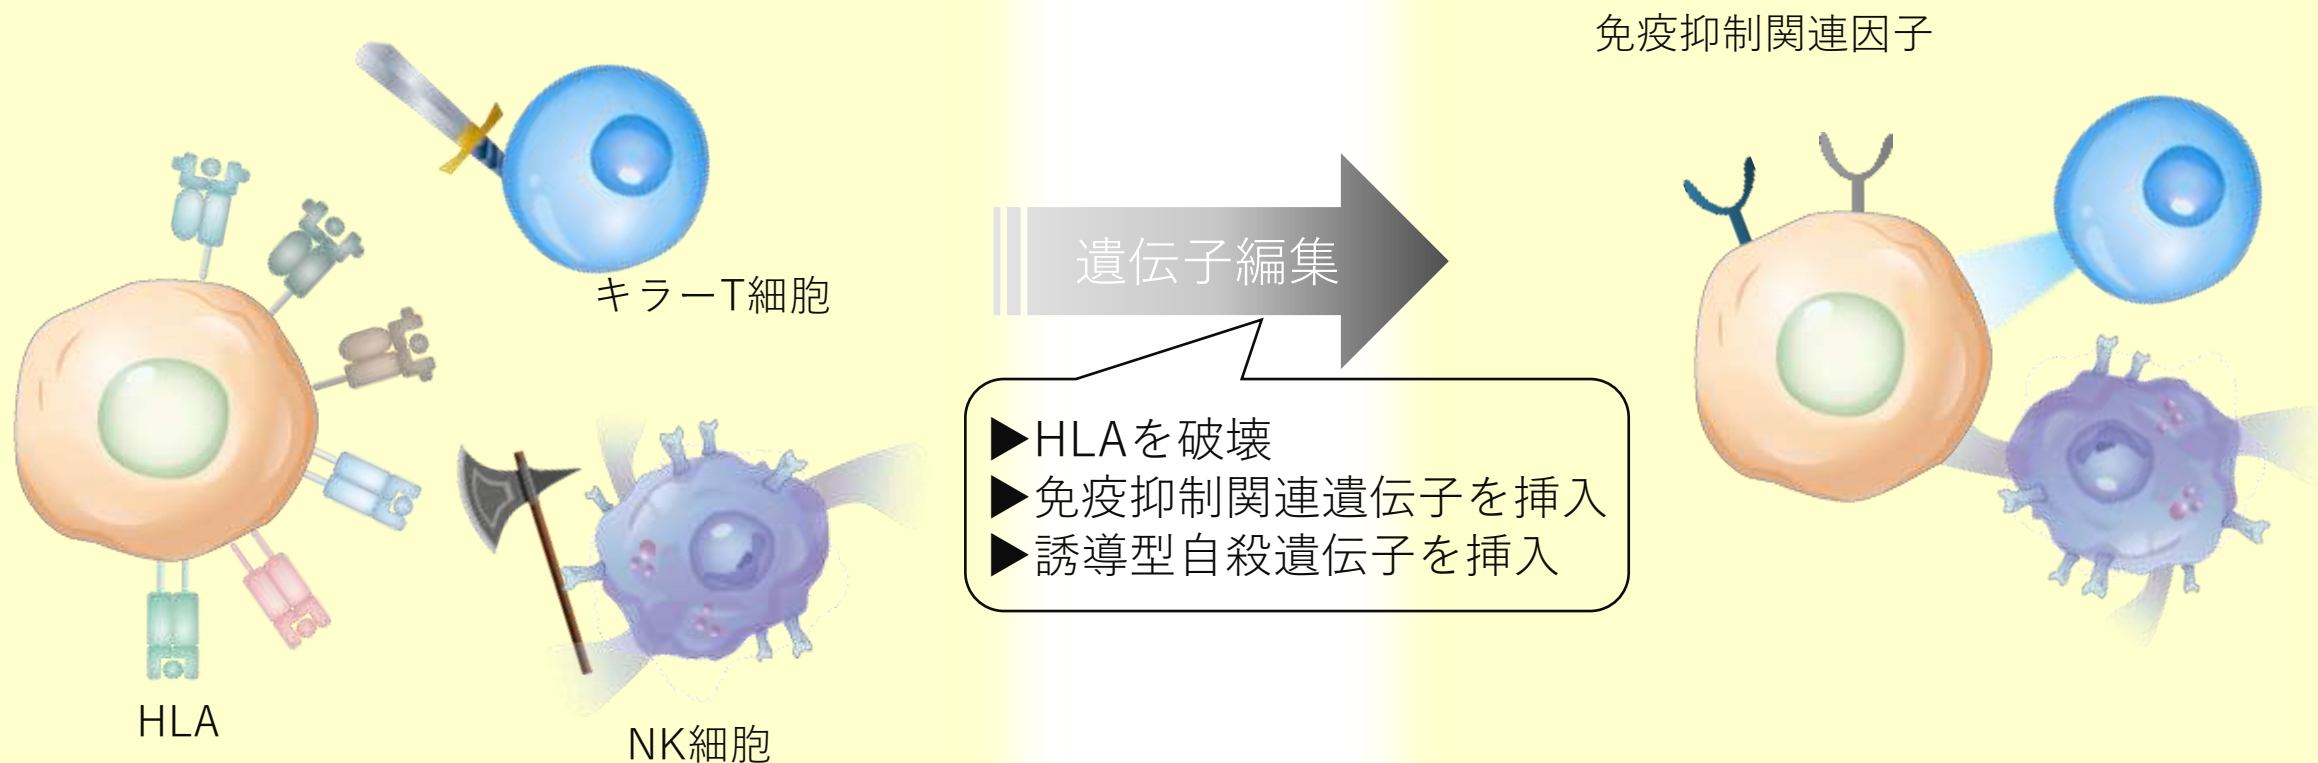 免疫抑制関連因子
キラーT細胞
遺伝子編集
▶HLAを破壊
▶免疫抑制関連遺伝子を挿入
▶誘導型自殺遺伝子を挿入
HLA
NK細胞